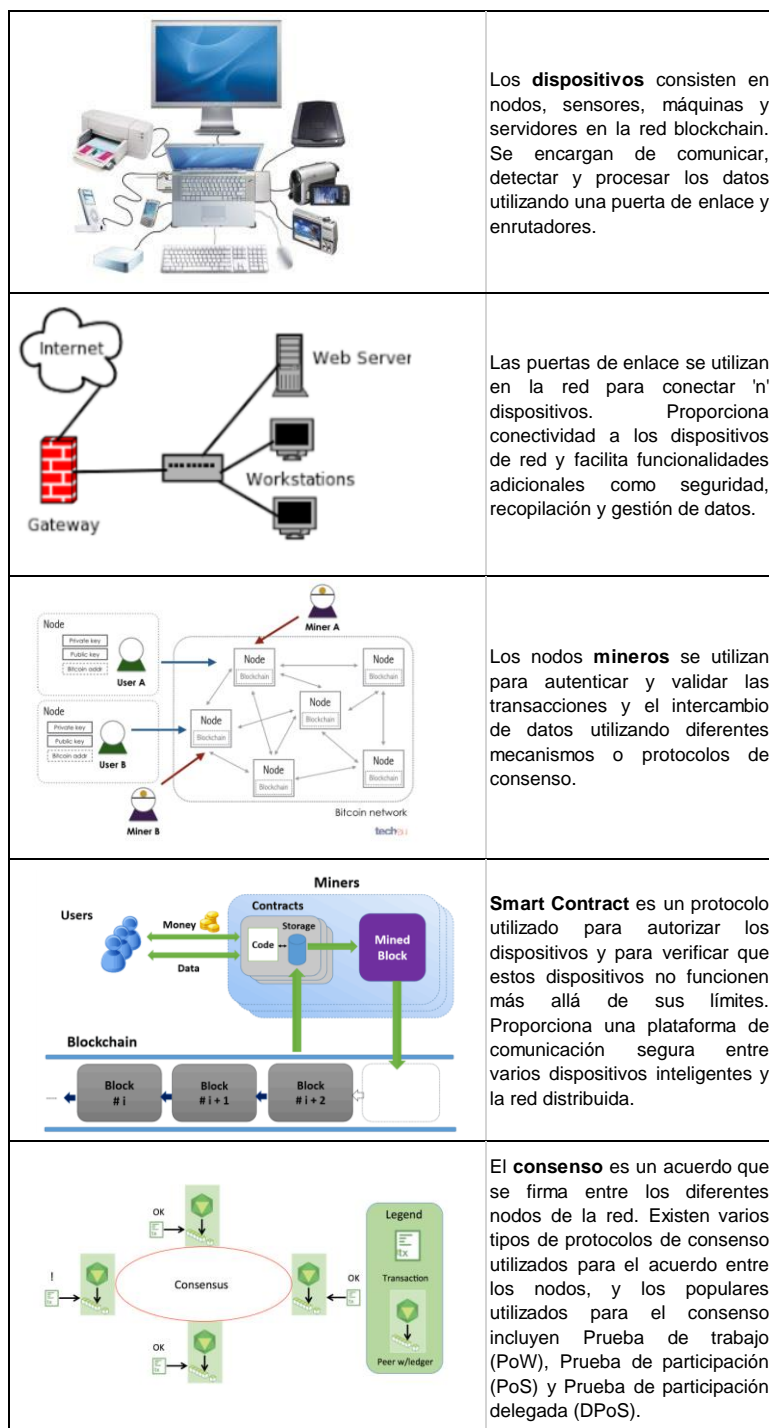 Los dispositivos consisten en
nodos, sensores, máquinas y
servidores en la red blockchain.
Se encargan de comunicar,
detectar y procesar los datos
utilizando una puerta de enlace y
enrutadores.
Internet
Web Server
Workstations
Gateway
Las puertas de enlace se utilizan
en la red para conectar 'n'
dispositivos. Proporciona
conectividad a los dispositivos
de red y facilita funcionalidades
adicionales como seguridad,
recopilación y gestión de datos.
Miner A
Node
Private key
Public key
Bitcoin addr
User A
Node
Private key
Public key
Bitcoin addr
User B
Node
Blockchain
Node
Blockchain
Node
Blockchain
Node
Blockchain
Node
Blockchain
Node
Blockchain
Miner B
Bitcoin network
Los nodos mineros se utilizan
para autenticar y validar las
transacciones y el intercambio
de datos utilizando diferentes
mecanismos o protocolos de
consenso.
Miners
Contracts
Users
Money
Storage
Code
Mined
Block
Data
Blockchain
Block
# i
Block
# i + 1
Block
# i + 2
Smart Contract es un protocolo
utilizado para autorizar los
dispositivos y para verificar que
estos dispositivos no funcionen
más allá de sus límites.
Proporciona una plataforma de
comunicación segura entre
varios dispositivos inteligentes y
la red distribuida.
OK
tx
!
tx
Consensus
OK
tx
OK
tx
Legend
tx
Transaction
Peer w/ledger
El consenso es un acuerdo que
se firma entre los diferentes
nodos de la red. Existen varios
tipos de protocolos de consenso
utilizados para el acuerdo entre
los nodos, y los populares
utilizados para el consenso
incluyen Prueba de trabajo
(PoW), Prueba de participación
(PoS) y Prueba de participación
delegada (DPoS).